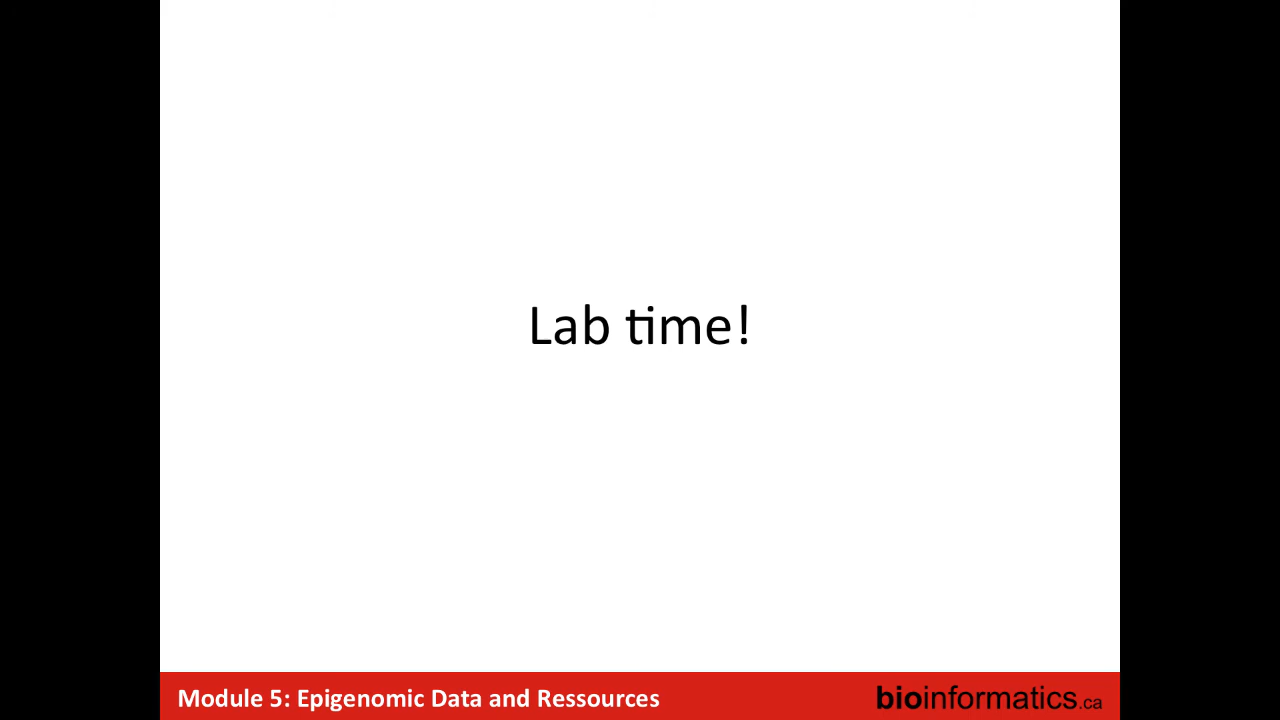 Lab time!
Module 5: Epigenomic Data and Ressources
bioinformatics.ca